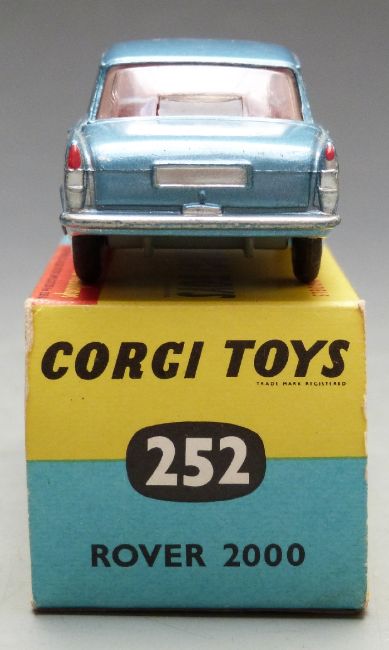 CORGI TOYS
TRADE MARK REGISTERED
252
ROVER 2000